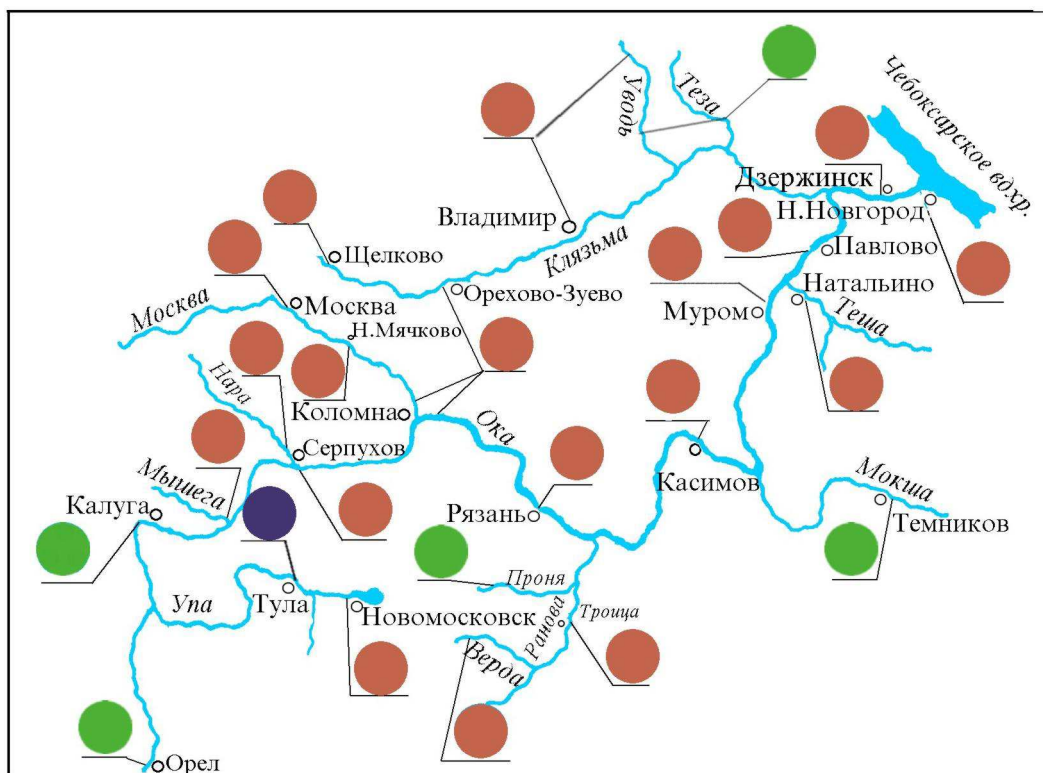 Уводь
Теза
Чебоксарское вдхр.
Дзержинск
Н.Новгород
Владимир
Клязьма
Павлово
Щелково
Натальино
Орехово-Зуево
Москва
Москва
Муром
Теша
Н.Мячково
Нара
Коломна
Ока
Серпухов
Касимов
Мокша
Мышега
Калуга
Рязань
Темников
Проня
Упа
Тула
Новомосковск
Ранова
Троица
Верда
Орел